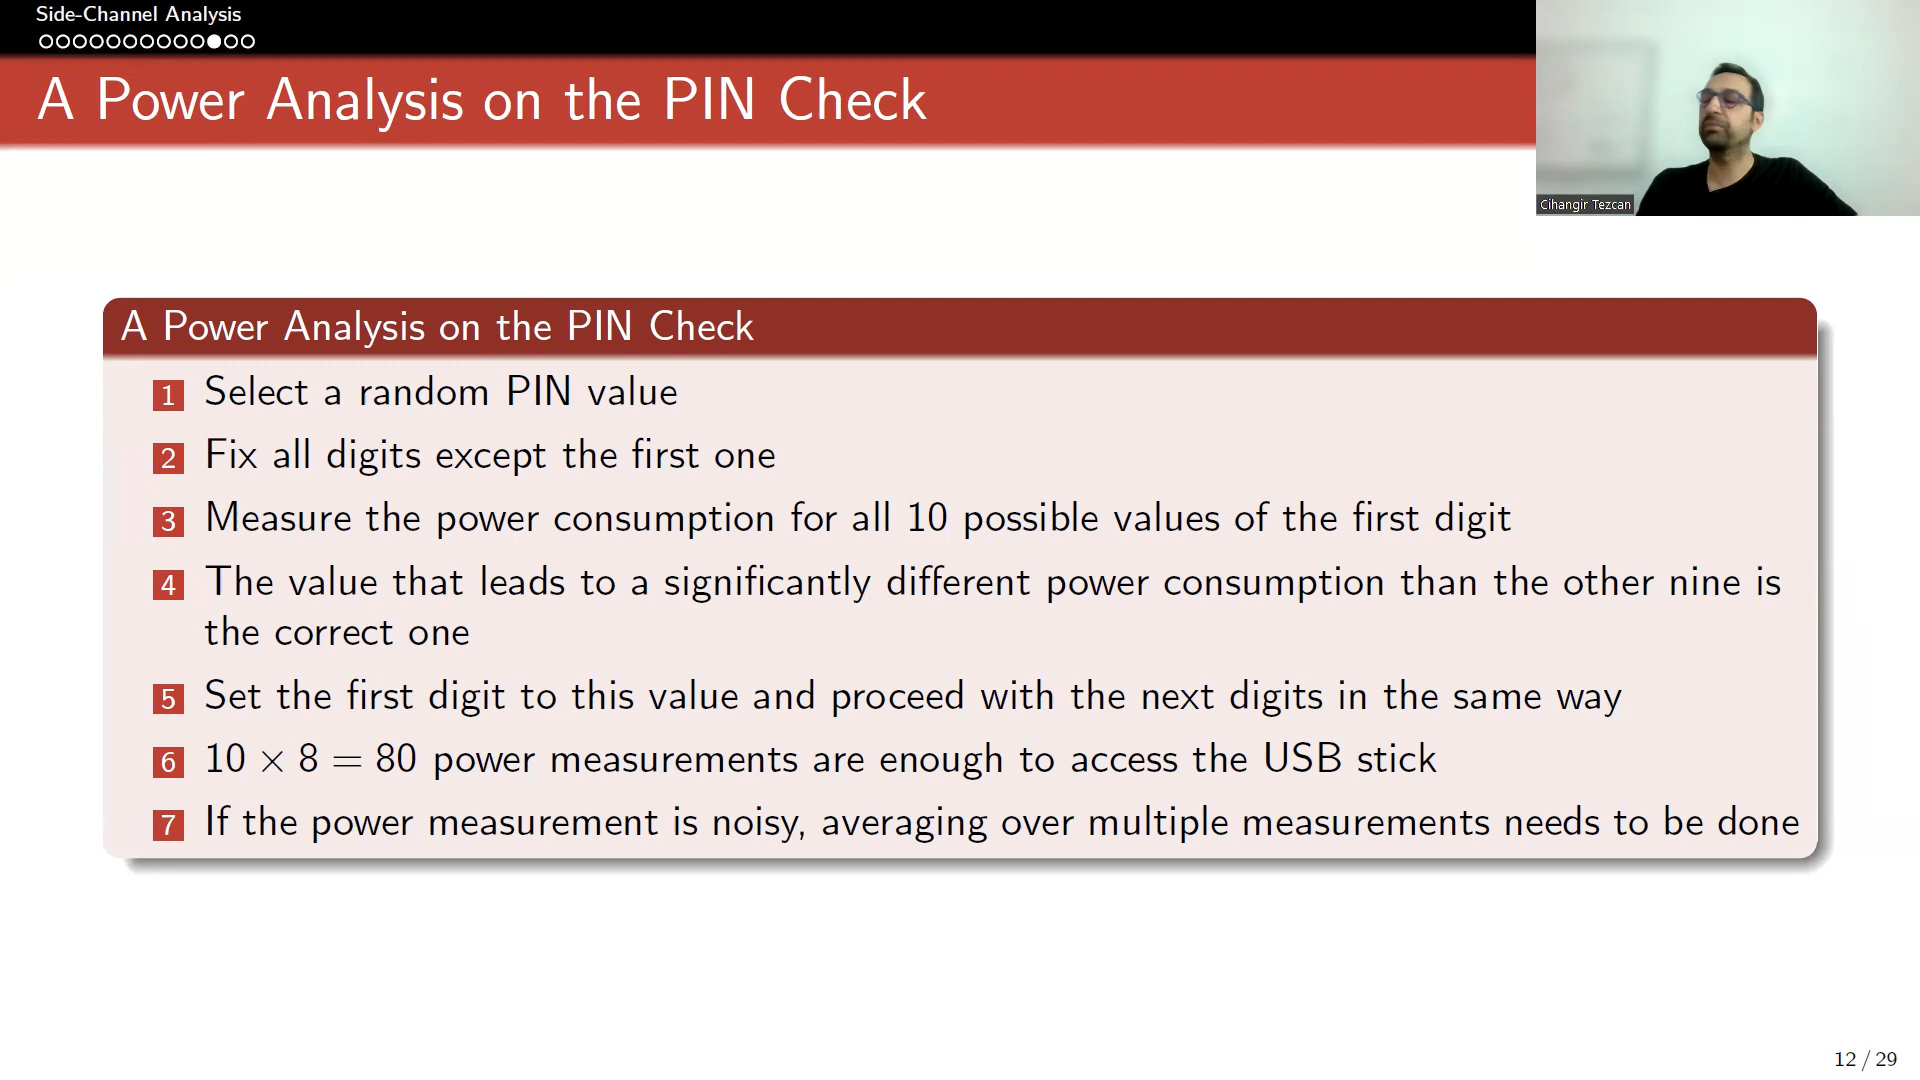 Side-Channel Analysis
A Power Analysis on the PIN Check
Cihangir Tezcan
A Power Analysis on the PIN Check
1 Select a random PIN value
2 Fix all digits except the first one
3 Measure the power consumption for all 10 possible values of the first digit
4 The value that leads to a significantly different power consumption than the other nine is
the correct one
5 Set the first digit to this value and proceed with the next digits in the same way
6 10 × 8 = 80 power measurements are enough to access the USB stick
7 If the power measurement is noisy, averaging over multiple measurements needs to be done
12 / 29